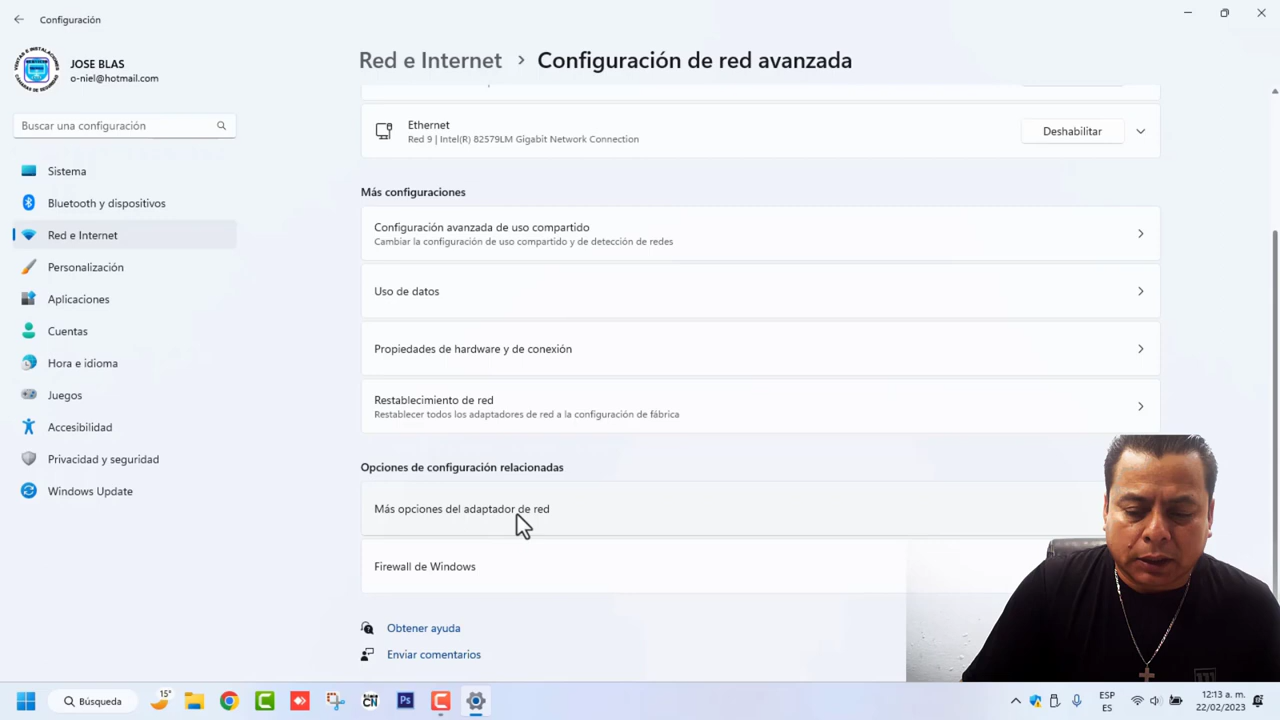 Configuración
JOSE BLAS
o-niel@hotmail.com
Buscar una configuración
Sistema
Bluetooth y dispositivos
Red e Internet
Personalización
Aplicaciones
Cuentas
Hora e idioma
Juegos
Accesibilidad
Privacidad y seguridad
Windows Update
Red e Internet > Configuración de red avanzada
Ethernet
Red 9 | Intel(R) 82579LM Gigabit Network Connection
Deshabilitar
Más configuraciones
Configuración avanzada de uso compartido
Cambiar la configuración de uso compartido y de detección de redes
Uso de datos
Propiedades de hardware y de conexión
Restablecimiento de red
Restablecer todos los adaptadores de red a la configuración de fábrica
Opciones de configuración relacionadas
Más opciones del adaptador de red
Firewall de Windows
Obtener ayuda
Enviar comentarios
Búsqueda
15°
CN
Ps
ESP
ES
12:13 a. m.
22/02/2023